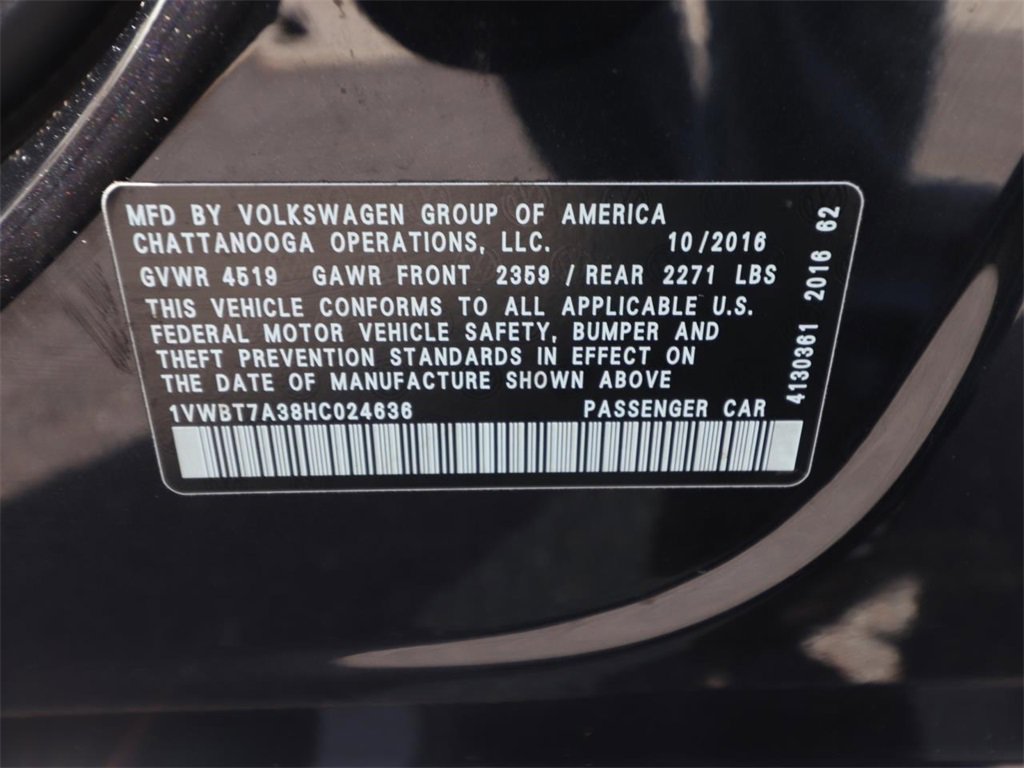 MFD BY VOLKSWAGEN GROUP OF AMERICA
CHATTANOOGA OPERATIONS, LLC. 10/2016
GVWR 4519 GAWR FRONT 2359 / REAR 2271 LBS
THIS VEHICLE CONFORMS TO ALL APPLICABLE U.S.
FEDERAL MOTOR VEHICLE SAFETY, BUMPER AND
THEFT PREVENTION STANDARDS IN EFFECT ON
THE DATE OF MANUFACTURE SHOWN ABOVE
1VWBT7A38HC024636 PASSENGER CAR
4130361 2016 62